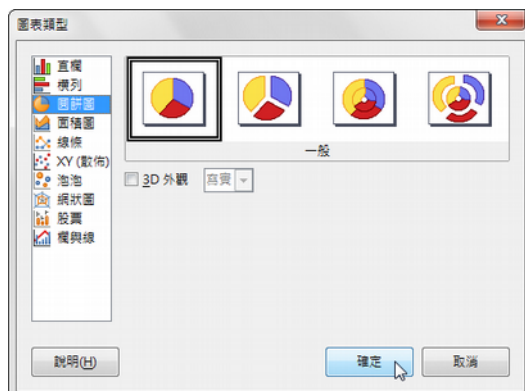 圖表類型
直欄
橫列
圓餅圖
面積圖
線條
XY (散佈)
泡泡
網狀圖
股票
欄與線
一般
3D 外觀 寫實
說明(H)
確定
取消